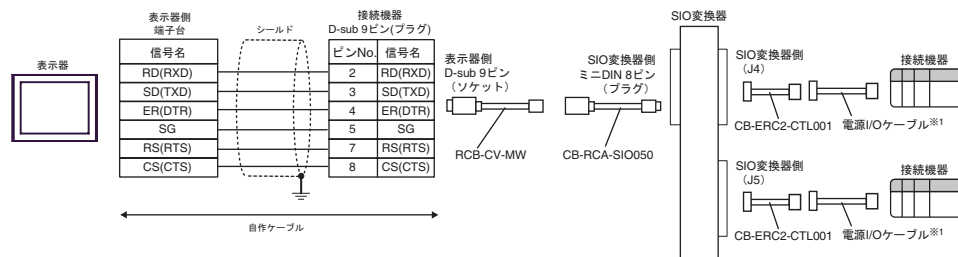 表示器
表示器側
端子台
シールド
接続機器
D-sub 9ピン(プラグ)
信号名
ピンNo.
信号名
RD(RXD)
2
RD(RXD)
SD(TXD)
3
SD(TXD)
ER(DTR)
4
ER(DTR)
SG
5
SG
RS(RTS)
7
RS(RTS)
CS(CTS)
8
CS(CTS)
自作ケーブル
表示器側
D-sub 9ピン
(ソケット)
RCB-CV-MW
SIO変換器側
ミニDIN 8ピン
(プラグ)
CB-RCA-SIO050
SIO変換器
SIO変換器側
(J4)
接続機器
CB-ERC2-CTL001
電源I/Oケーブル※1
SIO変換器側
(J5)
接続機器
CB-ERC2-CTL001
電源I/Oケーブル※1